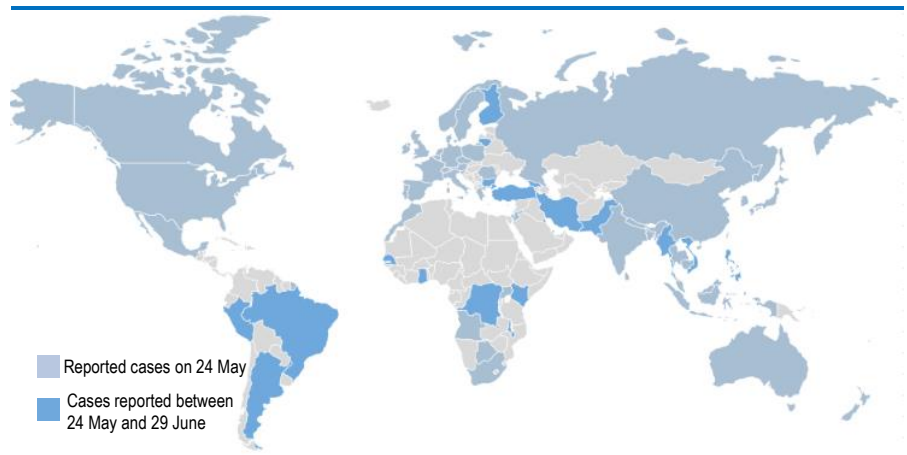 Reported cases on 24 May
Cases reported between
24 May and 29 June